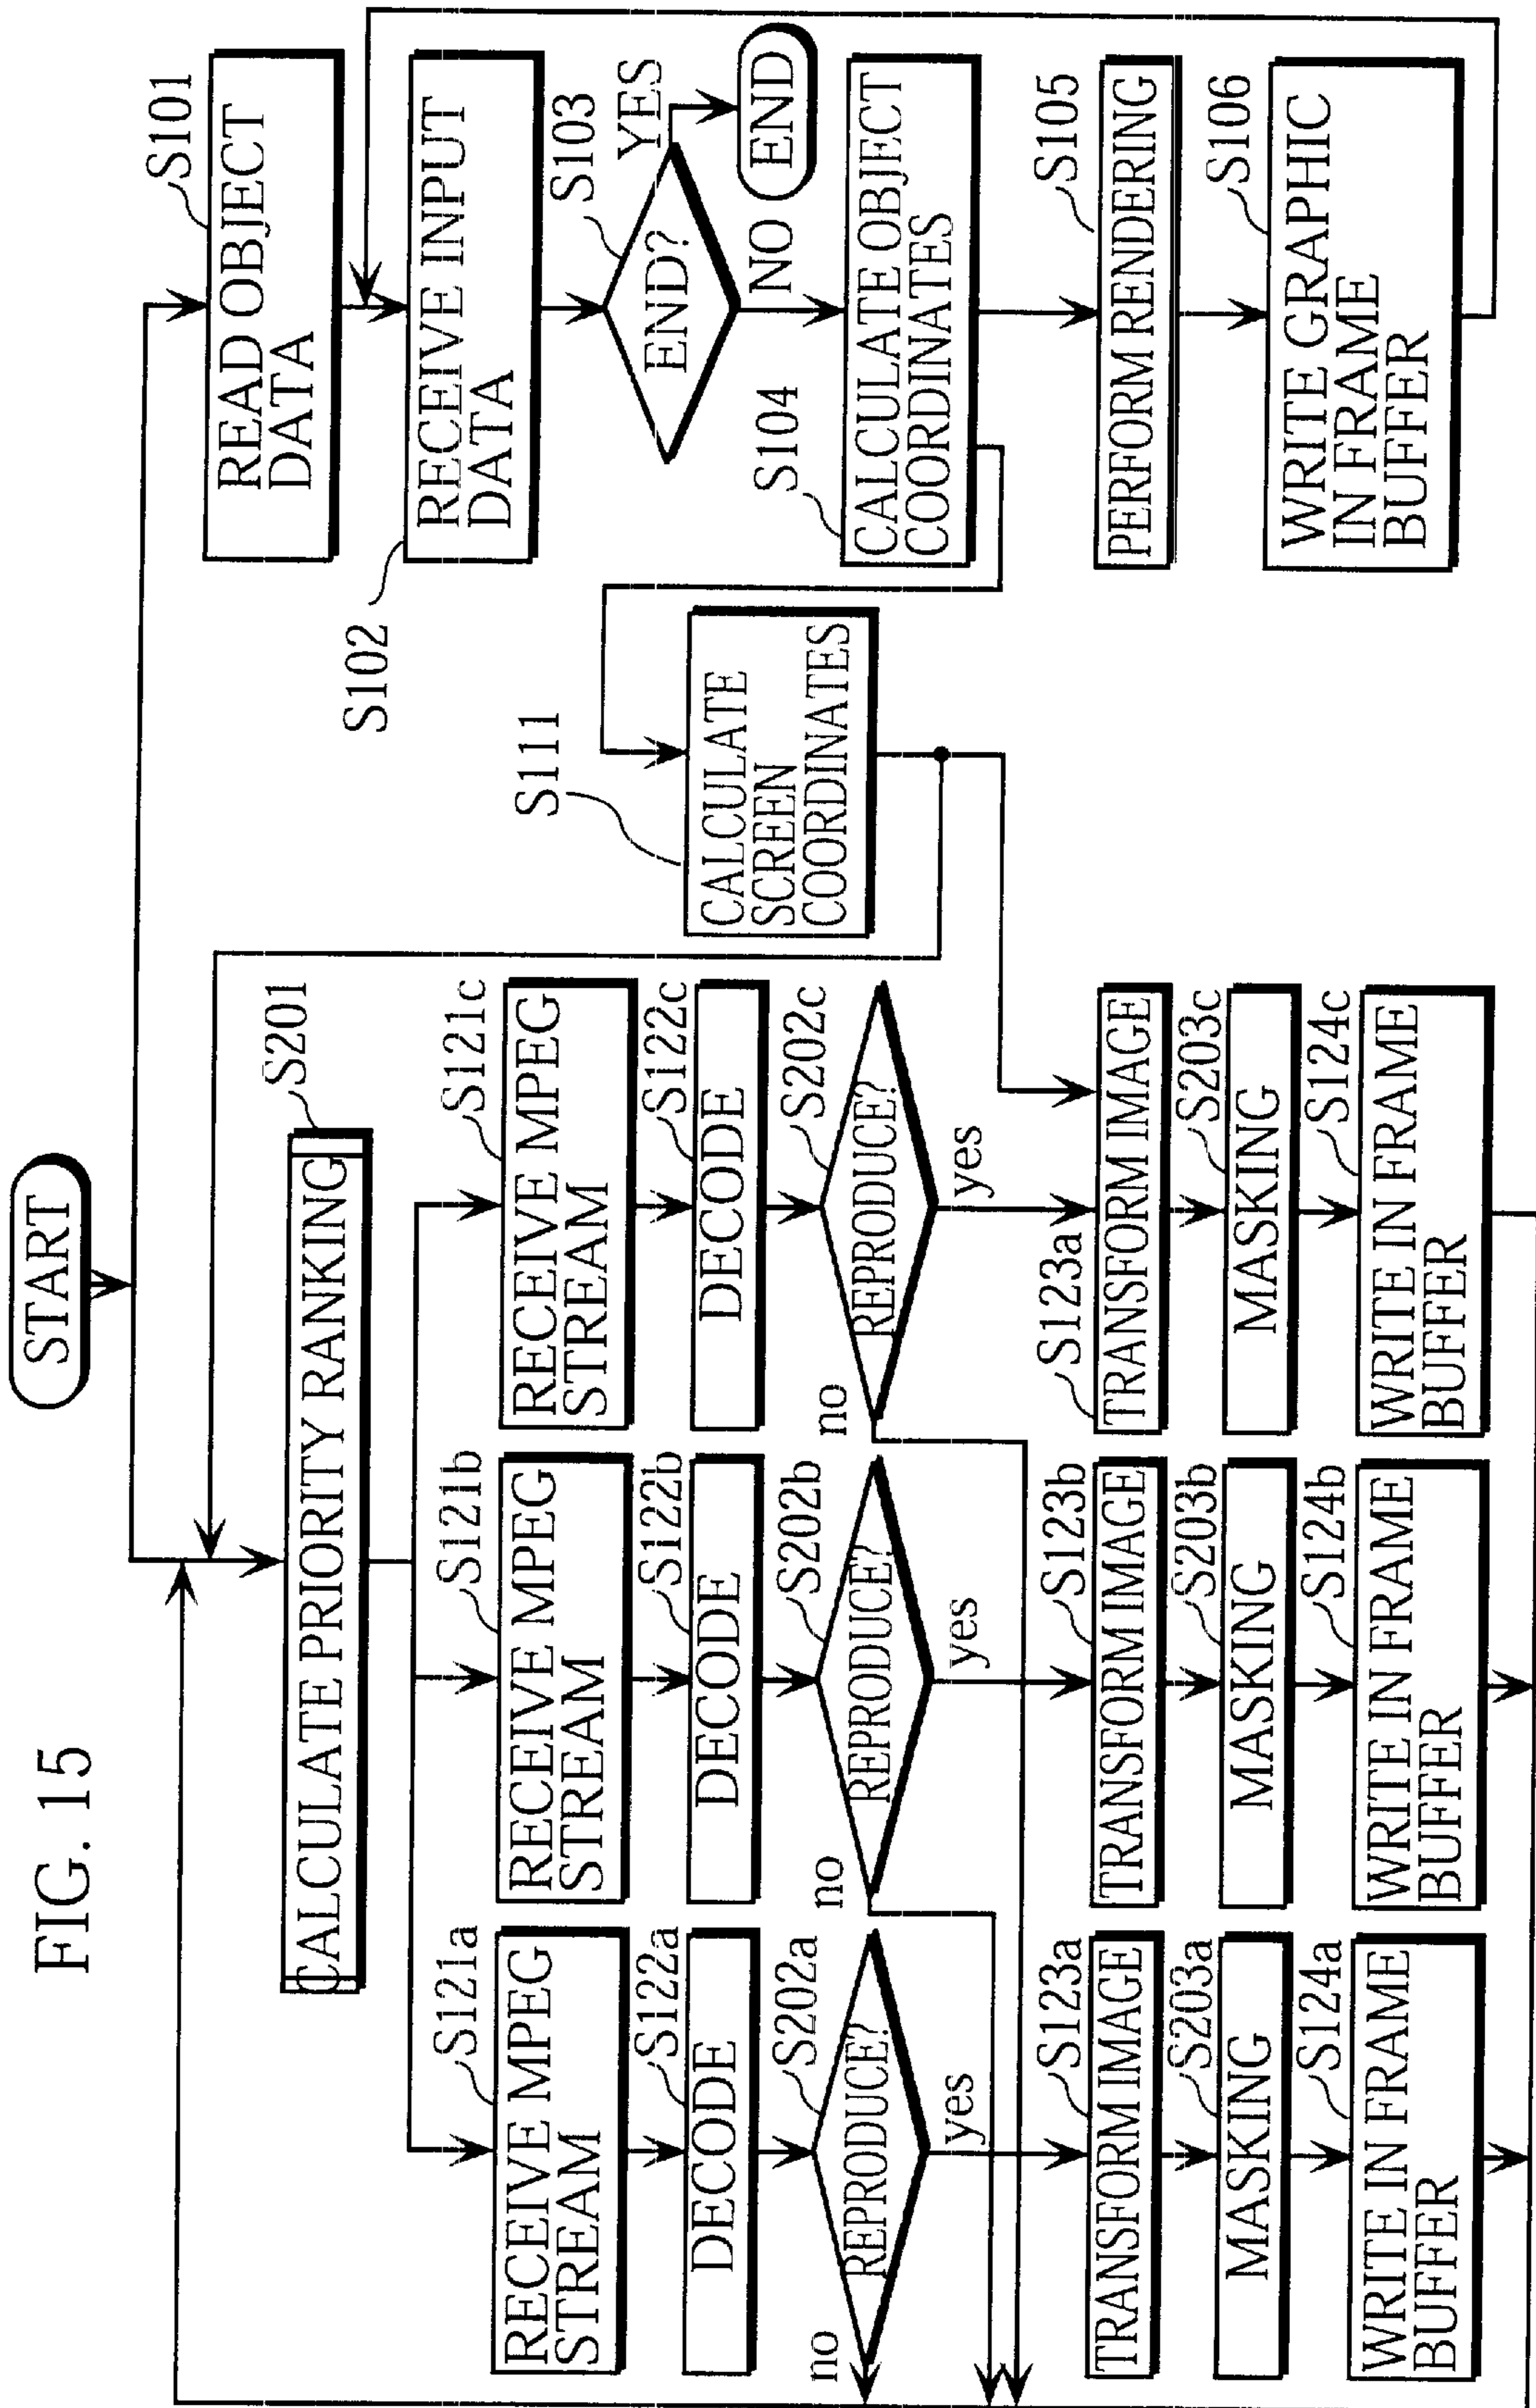 FIG. 15
START
CALCULATE PRIORITY RANKING
S201
RECEIVE MPEG
STREAM
S121a
DECODE
S122a
REPRODUCE?
S202a
no
yes
TRANSFORM IMAGE
S123a
MASKING
S203a
WRITE IN FRAME
BUFFER
S124a
RECEIVE MPEG
STREAM
S121b
DECODE
S122b
REPRODUCE?
S202b
no
yes
TRANSFORM IMAGE
S123b
MASKING
S203b
WRITE IN FRAME
BUFFER
S124b
RECEIVE MPEG
STREAM
S121c
DECODE
S122c
REPRODUCE?
S202c
no
yes
S123a
TRANSFORM IMAGE
MASKING
S203c
WRITE IN FRAME
BUFFER
S124c
S111
CALCULATE
SCREEN
COORDINATES
READ OBJECT
DATA
S101
S102
RECEIVE INPUT
DATA
END?
S103
YES
END
NO
S104
CALCULATE OBJECT
COORDINATES
PERFORM RENDERING
S105
WRITE GRAPHIC
IN FRAME
BUFFER
S106